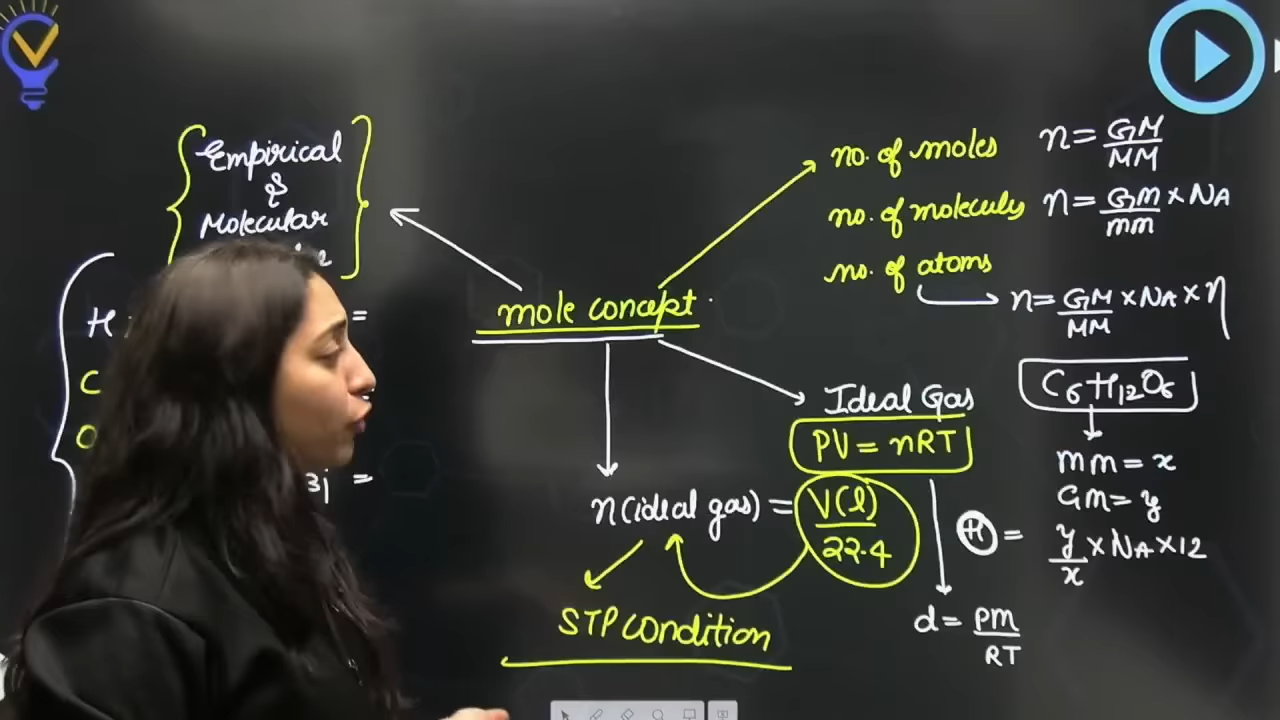 Empirical
&
Molecular
H =
C
O
=
mole concept
no. of moles n = GM/MM
no. of moleculs n = GM/mm × NA
no. of atoms
n = GM/MM × NA × η
C6H12O6
mm = x
GM = y
H = y/x × NA × 12
Ideal Gas
PV = nRT
n(ideal gas) = V(l)/22.4
STP condition
d = PM/RT